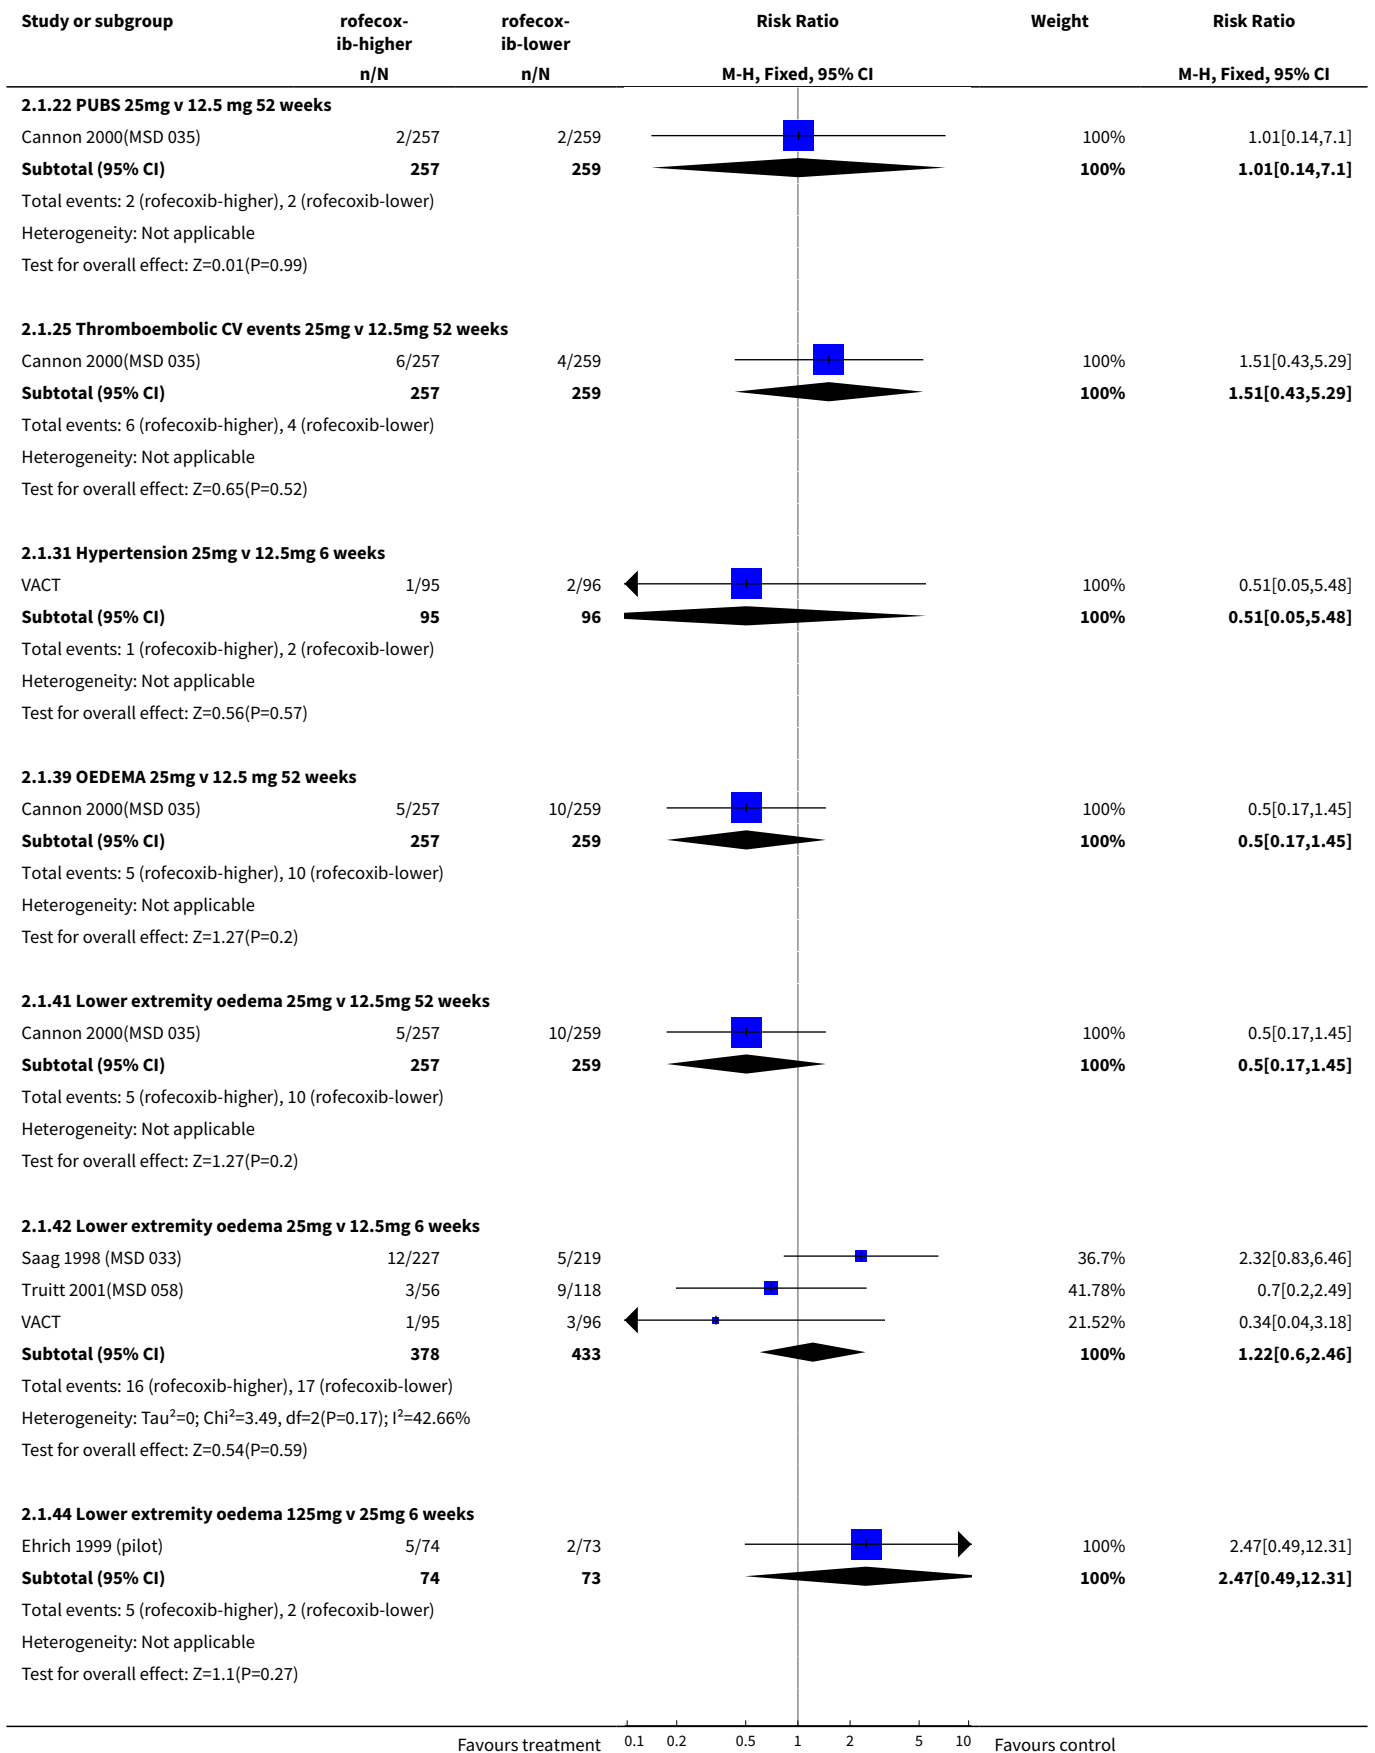 Study or subgroup rofecox- rofecox- Risk Ratio Weight Risk Ratio
ib-higher ib-lower
n/N n/N M-H, Fixed, 95% CI M-H, Fixed, 95% CI
2.1.22 PUBS 25mg v 12.5 mg 52 weeks
Cannon 2000(MSD 035) 2/257 2/259 100% 1.01[0.14,7.1]
Subtotal (95% CI) 257 259 100% 1.01[0.14,7.1]
Total events: 2 (rofecoxib-higher), 2 (rofecoxib-lower)
Heterogeneity: Not applicable
Test for overall effect: Z=0.01(P=0.99)
2.1.25 Thromboembolic CV events 25mg v 12.5mg 52 weeks
Cannon 2000(MSD 035) 6/257 4/259 100% 1.51[0.43,5.29]
Subtotal (95% CI) 257 259 100% 1.51[0.43,5.29]
Total events: 6 (rofecoxib-higher), 4 (rofecoxib-lower)
Heterogeneity: Not applicable
Test for overall effect: Z=0.65(P=0.52)
2.1.31 Hypertension 25mg v 12.5mg 6 weeks
VACT 1/95 2/96 100% 0.51[0.05,5.48]
Subtotal (95% CI) 95 96 100% 0.51[0.05,5.48]
Total events: 1 (rofecoxib-higher), 2 (rofecoxib-lower)
Heterogeneity: Not applicable
Test for overall effect: Z=0.56(P=0.57)
2.1.39 OEDEMA 25mg v 12.5 mg 52 weeks
Cannon 2000(MSD 035) 5/257 10/259 100% 0.5[0.17,1.45]
Subtotal (95% CI) 257 259 100% 0.5[0.17,1.45]
Total events: 5 (rofecoxib-higher), 10 (rofecoxib-lower)
Heterogeneity: Not applicable
Test for overall effect: Z=1.27(P=0.2)
2.1.41 Lower extremity oedema 25mg v 12.5mg 52 weeks
Cannon 2000(MSD 035) 5/257 10/259 100% 0.5[0.17,1.45]
Subtotal (95% CI) 257 259 100% 0.5[0.17,1.45]
Total events: 5 (rofecoxib-higher), 10 (rofecoxib-lower)
Heterogeneity: Not applicable
Test for overall effect: Z=1.27(P=0.2)
2.1.42 Lower extremity oedema 25mg v 12.5mg 6 weeks
Saag 1998 (MSD 033) 12/227 5/219 36.7% 2.32[0.83,6.46]
Truitt 2001(MSD 058) 3/56 9/118 41.78% 0.7[0.2,2.49]
VACT 1/95 3/96 21.52% 0.34[0.04,3.18]
Subtotal (95% CI) 378 433 100% 1.22[0.6,2.46]
Total events: 16 (rofecoxib-higher), 17 (rofecoxib-lower)
Heterogeneity: Tau²=0; Chi²=3.49, df=2(P=0.17); I²=42.66%
Test for overall effect: Z=0.54(P=0.59)
2.1.44 Lower extremity oedema 125mg v 25mg 6 weeks
Ehrich 1999 (pilot) 5/74 2/73 100% 2.47[0.49,12.31]
Subtotal (95% CI) 74 73 100% 2.47[0.49,12.31]
Total events: 5 (rofecoxib-higher), 2 (rofecoxib-lower)
Heterogeneity: Not applicable
Test for overall effect: Z=1.1(P=0.27)
Favours treatment 0.1 0.2 0.5 1 2 5 10 Favours control